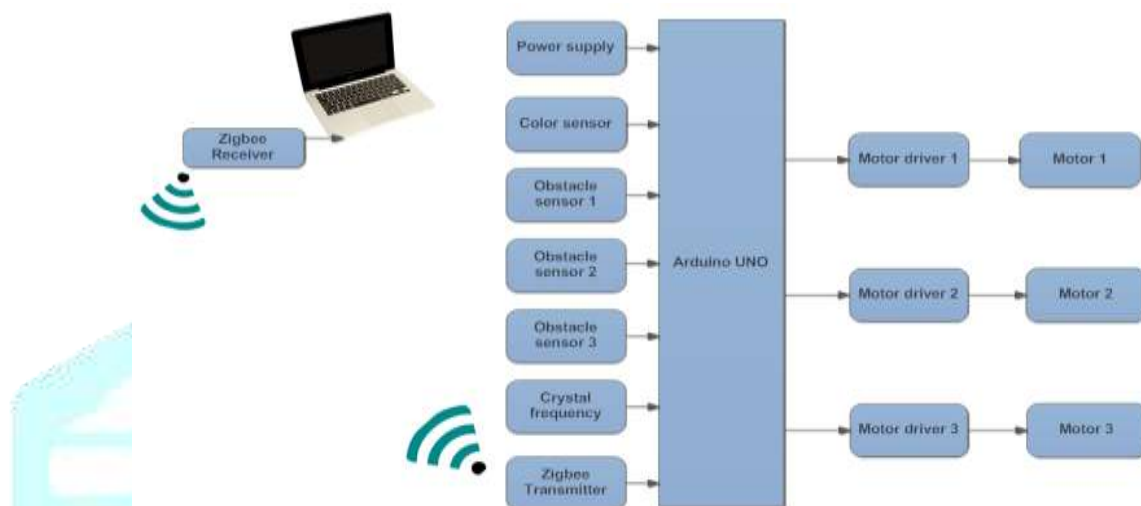 Zigbee
Receiver
Power supply
Color sensor
Obstacle
sensor 1
Obstacle
sensor 2
Obstacle
sensor 3
Crystal
frequency
Zigbee
Transmitter
Arduino UNO
Motor driver 1
Motor 1
Motor driver 2
Motor 2
Motor driver 3
Motor 3